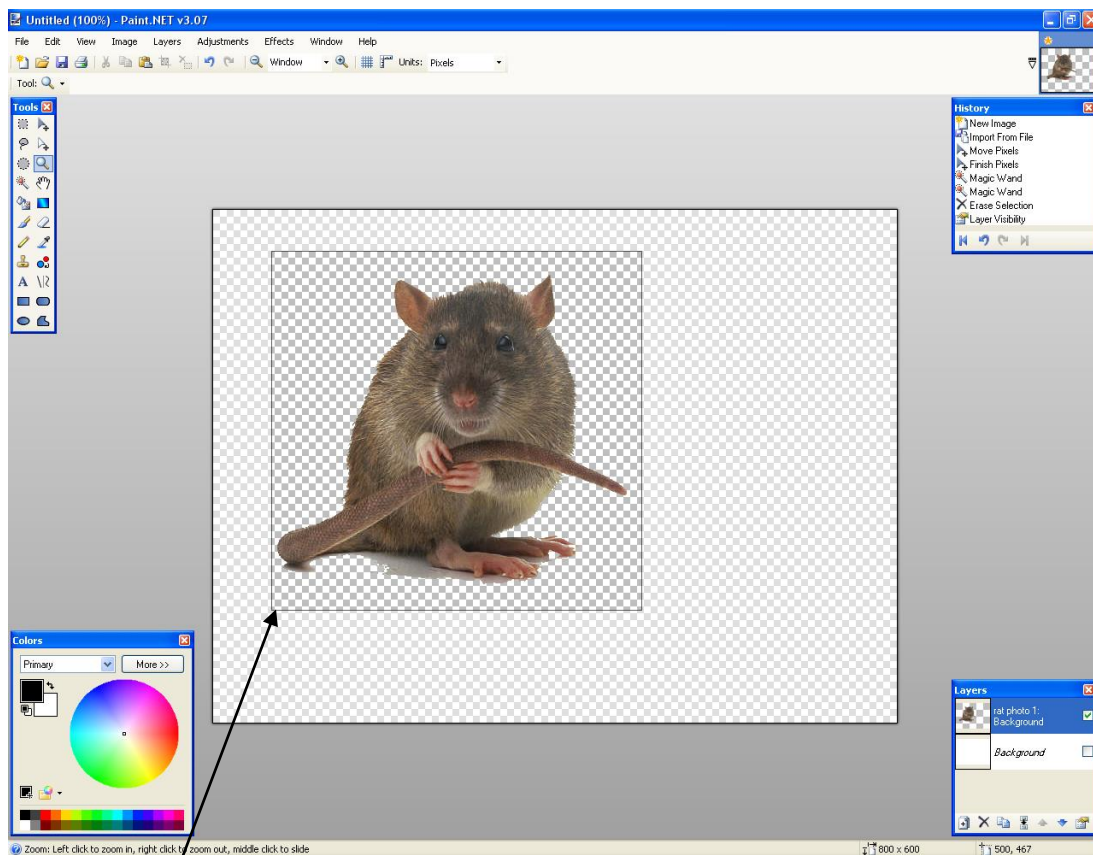 Untitled (100%) - Paint.NET v3.07
File Edit View Image Layers Adjustments Effects Window Help
Window Units: Pixels
Tool:
Tools
History
New Image
Import From File
Move Pixels
Finish Pixels
Magic Wand
Magic Wand
Erase Selection
Layer Visibility
Colors
Primary More >>
Layers
rat photo 1:
Background
Background
Zoom: Left click to zoom in, right click to zoom out, middle click to slide 800 x 600 500, 467